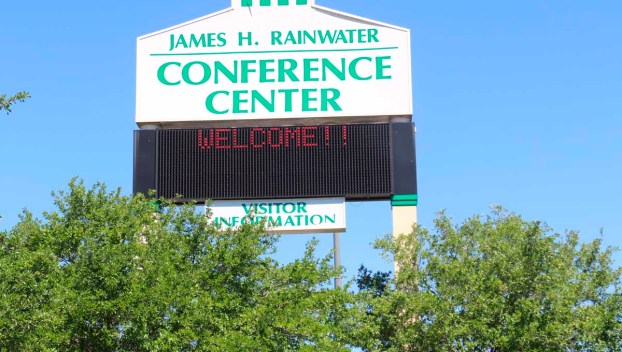 JAMES H. RAINWATER
CONFERENCE
CENTER
WELCOME!!
VISITOR
INFORMATION